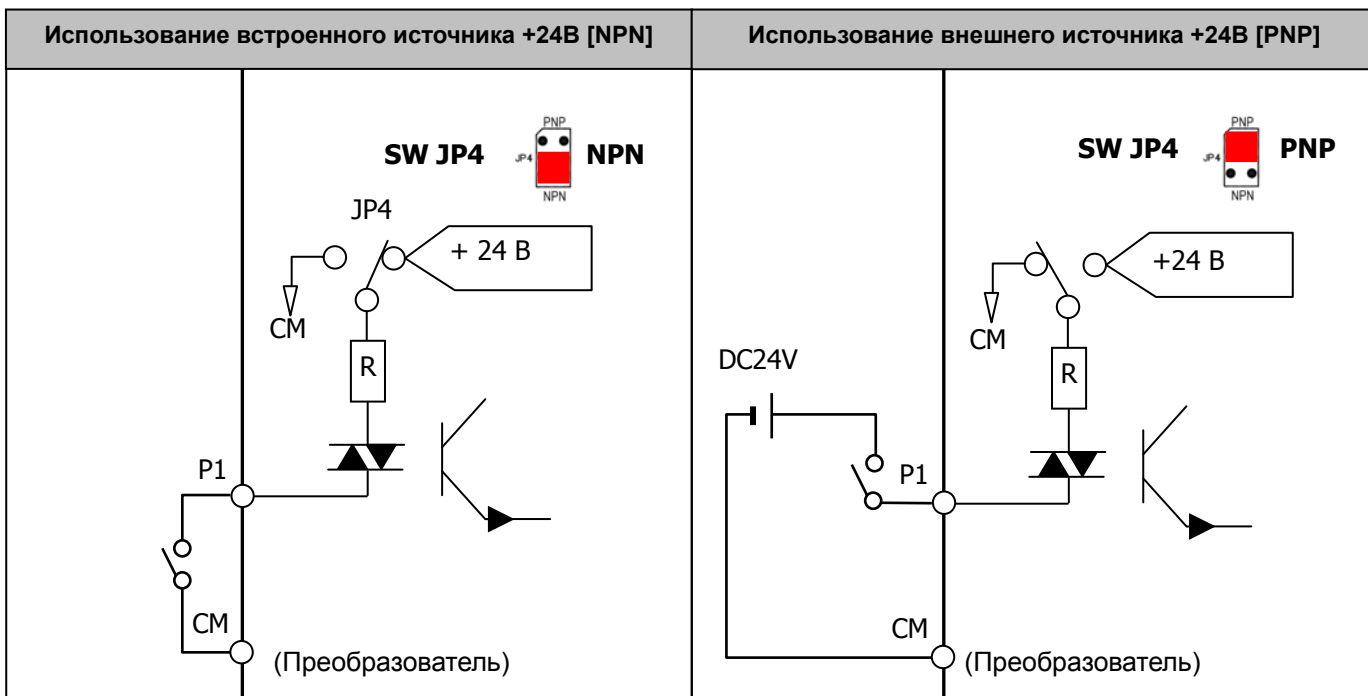 Использование встроенного источника +24В [NPN]
Использование внешнего источника +24В [PNP]
PNP
SW JP4
JP4
NPN
NPN
JP4
+ 24 В
CM
R
P1
CM
(Преобразователь)
PNP
SW JP4
JP4
PNP
NPN
+24 В
CM
R
DC24V
P1
CM
(Преобразователь)